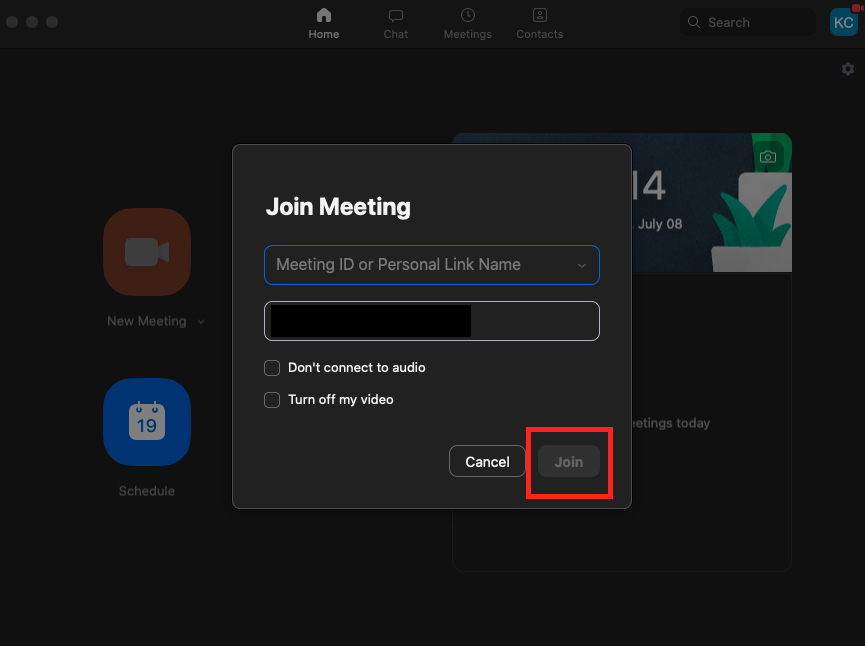 Home
Chat
Meetings
Contacts
Search
KC
14
, July 08
Join Meeting
Meeting ID or Personal Link Name
New Meeting
Don't connect to audio
Turn off my video
19
etings today
Cancel
Join
Schedule